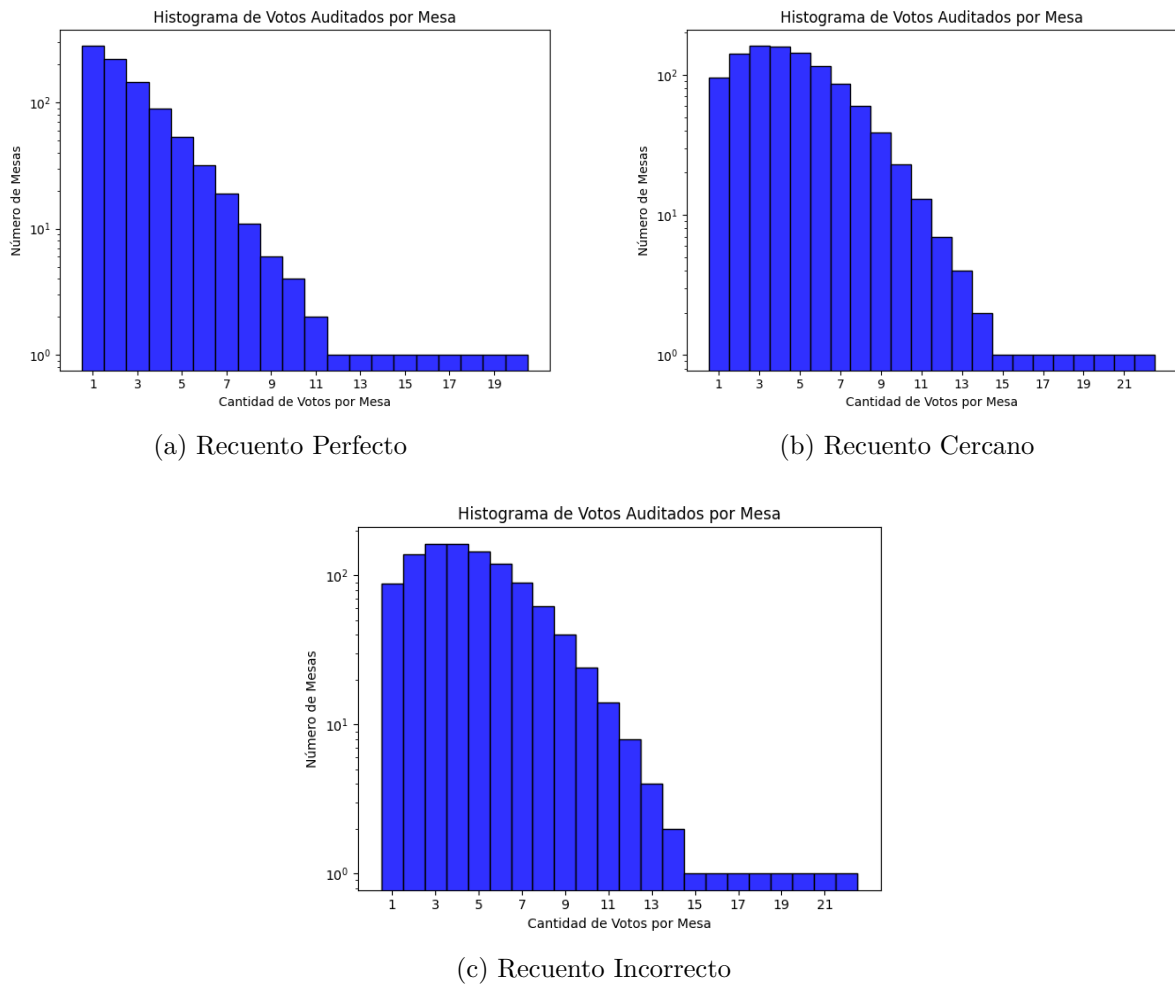 Histograma de Votos Auditados por Mesa
Número de Mesas
10²
10¹
10⁰
1 3 5 7 9 11 13 15 17 19
Cantidad de Votos por Mesa
(a) Recuento Perfecto
Histograma de Votos Auditados por Mesa
Número de Mesas
10²
10¹
10⁰
1 3 5 7 9 11 13 15 17 19 21
Cantidad de Votos por Mesa
(b) Recuento Cercano
Histograma de Votos Auditados por Mesa
Número de Mesas
10²
10¹
10⁰
1 3 5 7 9 11 13 15 17 19 21
Cantidad de Votos por Mesa
(c) Recuento Incorrecto